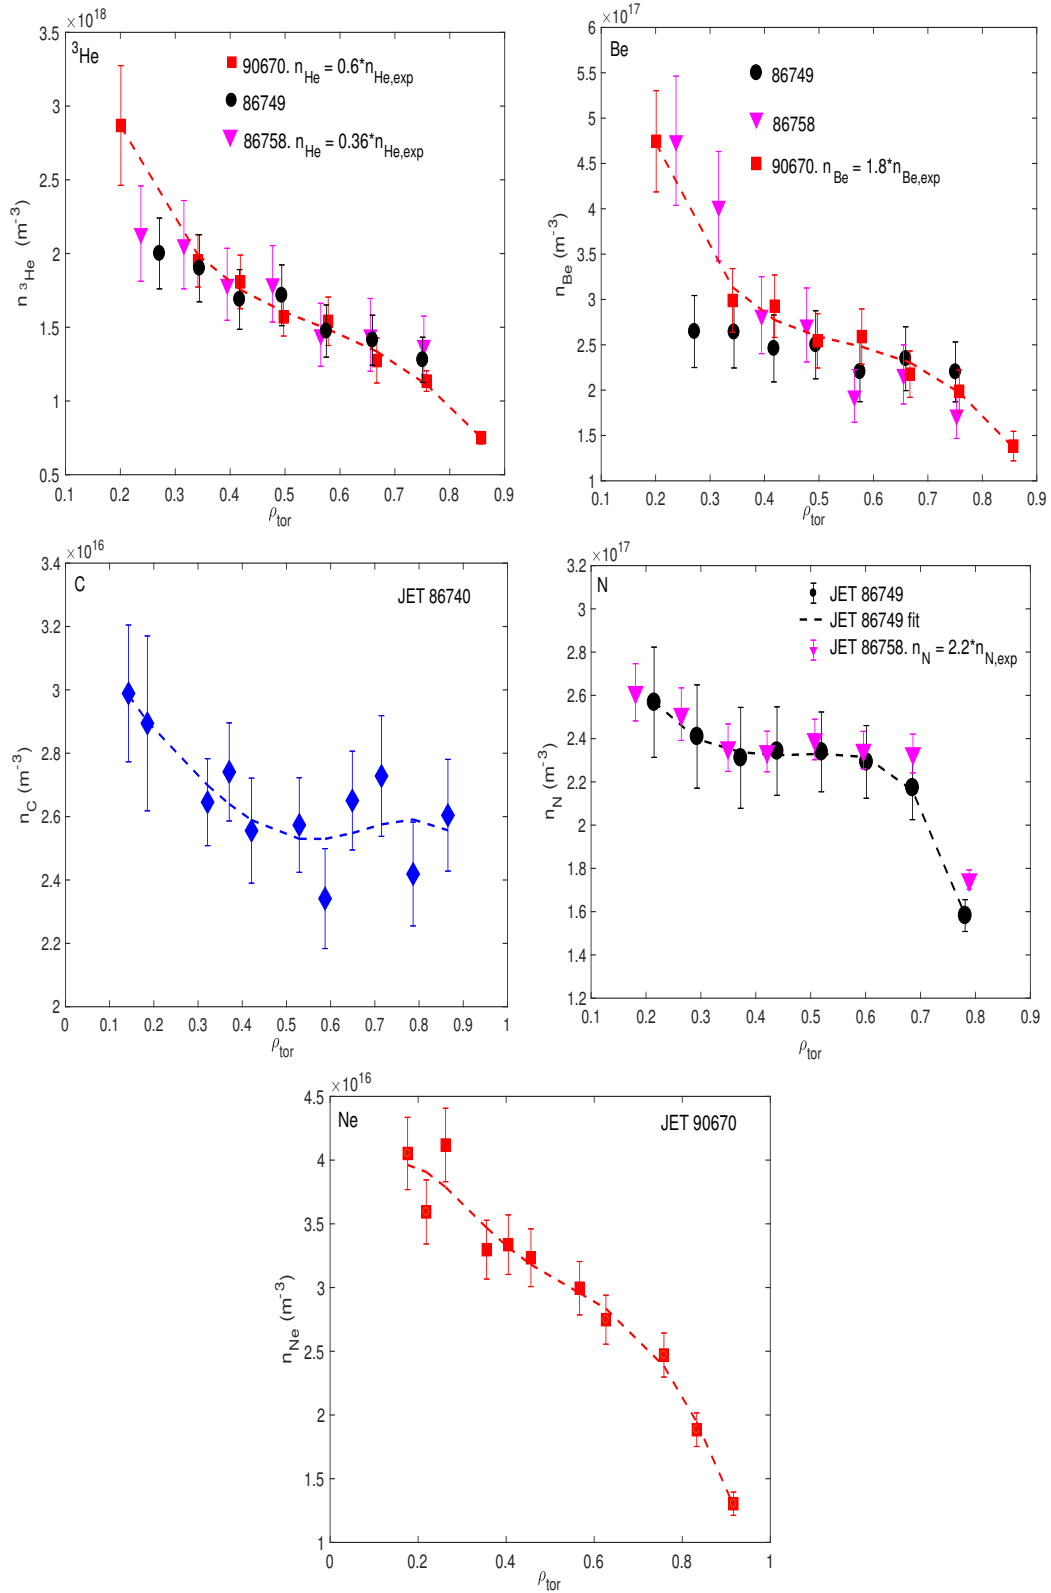 ×10^18
3.5
^3He
90670. n_He = 0.6*n_He,exp
86749
86758. n_He = 0.36*n_He,exp
3
2.5
2
1.5
1
0.5
n ^3He (m^-3)
0.1 0.2 0.3 0.4 0.5 0.6 0.7 0.8 0.9
ρ_tor
×10^17
6
Be
86749
86758
90670. n_Be = 1.8*n_Be,exp
5.5
5
4.5
4
3.5
3
2.5
2
1.5
1
n_Be (m^-3)
0.1 0.2 0.3 0.4 0.5 0.6 0.7 0.8 0.9
ρ_tor
×10^16
3.4
C
JET 86740
3.2
3
2.8
2.6
2.4
2.2
2
n_C (m^-3)
0 0.1 0.2 0.3 0.4 0.5 0.6 0.7 0.8 0.9 1
ρ_tor
×10^17
3.2
N
JET 86749
JET 86749 fit
JET 86758. n_N = 2.2*n_N,exp
3
2.8
2.6
2.4
2.2
2
1.8
1.6
1.4
1.2
n_N (m^-3)
0.1 0.2 0.3 0.4 0.5 0.6 0.7 0.8 0.9
ρ_tor
×10^16
4.5
Ne
JET 90670
4
3.5
3
2.5
2
1.5
1
n_Ne (m^-3)
0 0.2 0.4 0.6 0.8 1
ρ_tor